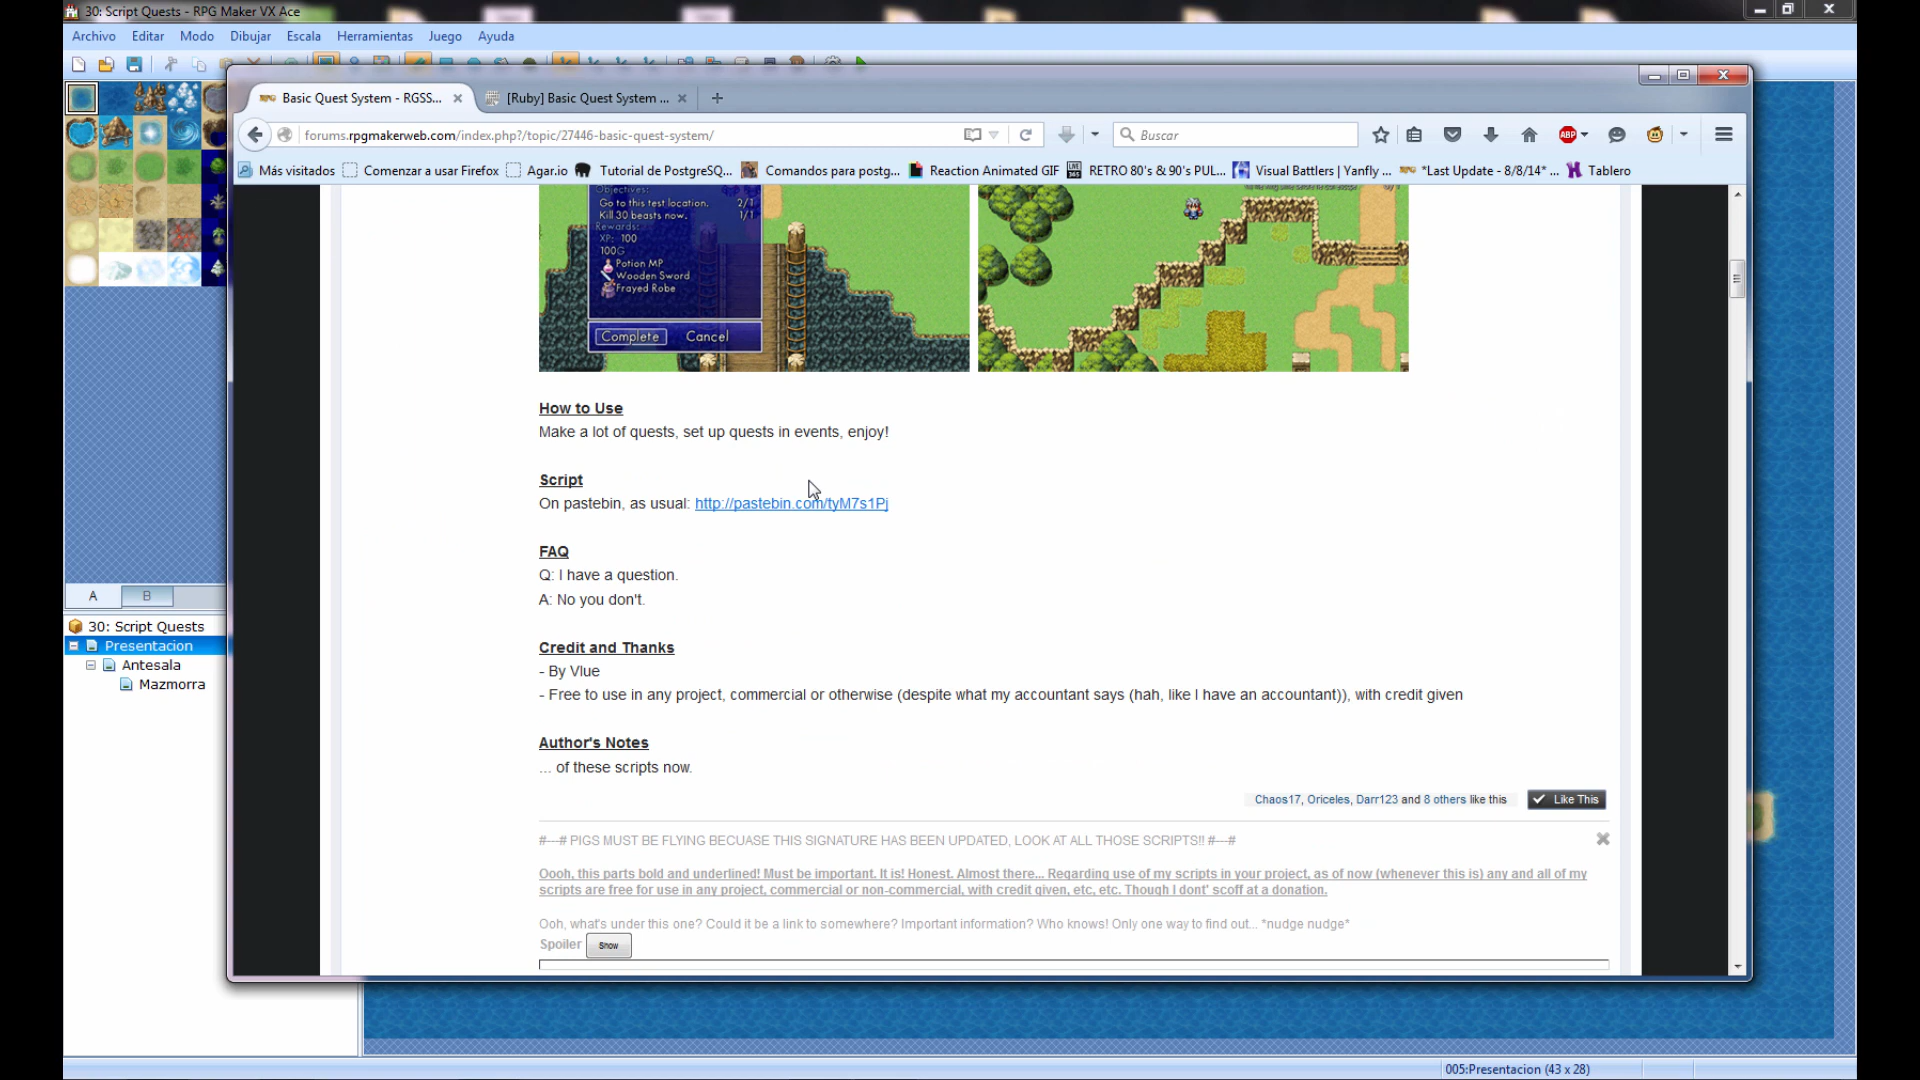 30: Script Quests - RPG Maker VX Ace
Archivo Editar Modo Dibujar Escala Herramientas Juego Ayuda
Basic Quest System - RGSS...
[Ruby] Basic Quest System ...
forums.rpgmakerweb.com/index.php?/topic/27446-basic-quest-system/
Buscar
ABP
Más visitados
Comenzar a usar Firefox
Agar.io
Tutorial de PostgreSQ...
Comandos para postg...
Reaction Animated GIF
RETRO 80's & 90's PUL...
Visual Battlers | Yanfly ...
*Last Update - 8/8/14* ...
Tablero
Objectives:
Go to this test location. 2/1
Kill 30 beasts now. 1/1
Rewards:
XP: 100
100G
Potion MP
Wooden Sword
Frayed Robe
Complete Cancel
How to Use
Make a lot of quests, set up quests in events, enjoy!
Script
On pastebin, as usual: http://pastebin.com/tyM7s1Pj
FAQ
Q: I have a question.
A: No you don't.
Credit and Thanks
- By Vlue
- Free to use in any project, commercial or otherwise (despite what my accountant says (hah, like I have an accountant)), with credit given
Author's Notes
... of these scripts now.
Chaos17, Oriceles, Darr123 and 8 others like this
Like This
#---# PIGS MUST BE FLYING BECUASE THIS SIGNATURE HAS BEEN UPDATED, LOOK AT ALL THOSE SCRIPTS!! #---#
Oooh, this parts bold and underlined! Must be important. It is! Honest. Almost there... Regarding use of my scripts in your project, as of now (whenever this is) any and all of my
scripts are free for use in any project, commercial or non-commercial, with credit given, etc, etc. Though I dont' scoff at a donation.
Ooh, what's under this one? Could it be a link to somewhere? Important information? Who knows! Only one way to find out... *nudge nudge*
Spoiler Show
A B
30: Script Quests
Presentacion
Antesala
Mazmorra
005:Presentacion (43 x 28)